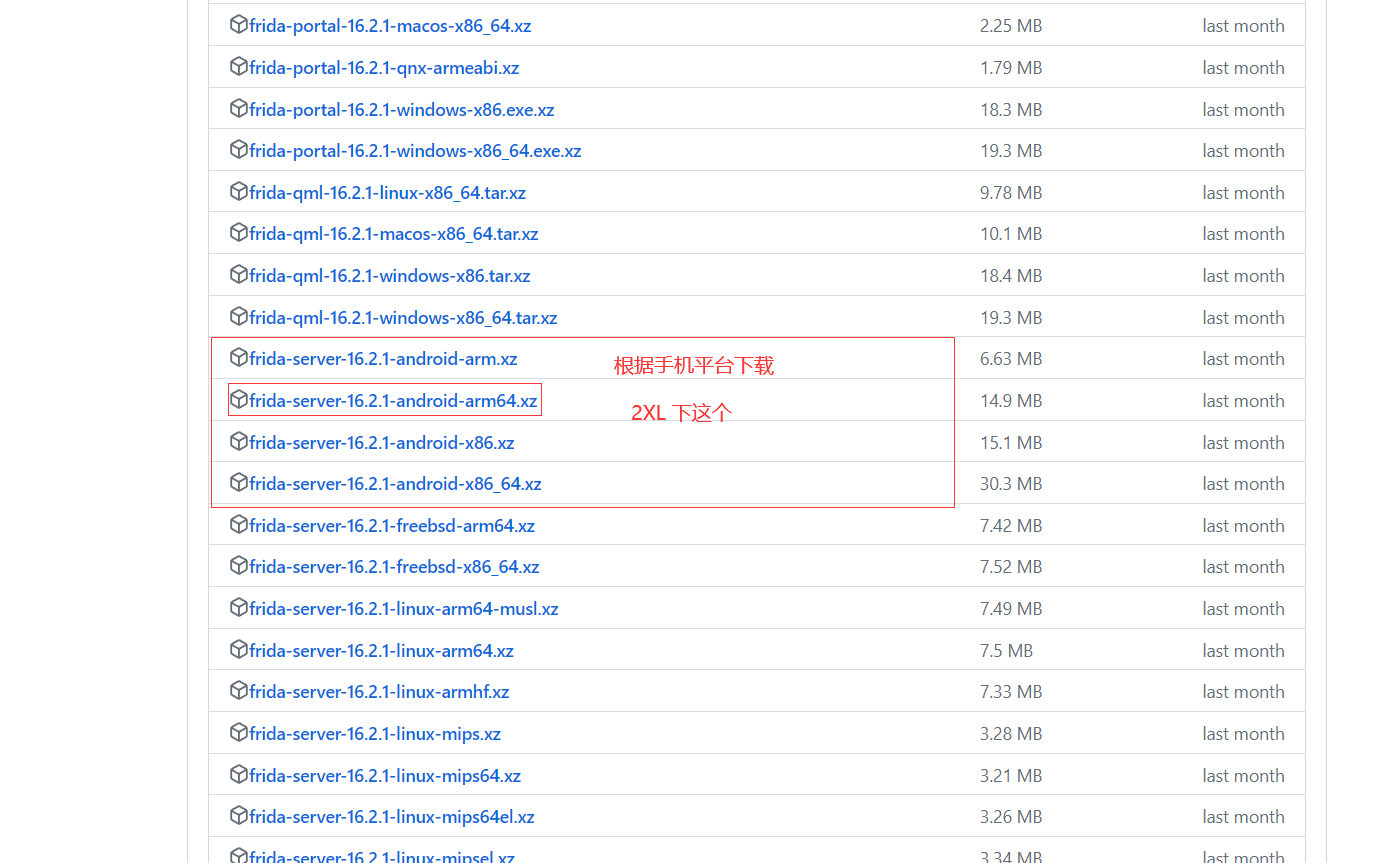 frida-portal-16.2.1-macos-x86_64.xz 2.25 MB last month
frida-portal-16.2.1-qnx-armeabi.xz 1.79 MB last month
frida-portal-16.2.1-windows-x86.exe.xz 18.3 MB last month
frida-portal-16.2.1-windows-x86_64.exe.xz 19.3 MB last month
frida-qml-16.2.1-linux-x86_64.tar.xz 9.78 MB last month
frida-qml-16.2.1-macos-x86_64.tar.xz 10.1 MB last month
frida-qml-16.2.1-windows-x86.tar.xz 18.4 MB last month
frida-qml-16.2.1-windows-x86_64.tar.xz 19.3 MB last month
frida-server-16.2.1-android-arm.xz 根据手机平台下载 6.63 MB last month
frida-server-16.2.1-android-arm64.xz 2XL 下这个 14.9 MB last month
frida-server-16.2.1-android-x86.xz 15.1 MB last month
frida-server-16.2.1-android-x86_64.xz 30.3 MB last month
frida-server-16.2.1-freebsd-arm64.xz 7.42 MB last month
frida-server-16.2.1-freebsd-x86_64.xz 7.52 MB last month
frida-server-16.2.1-linux-arm64-musl.xz 7.49 MB last month
frida-server-16.2.1-linux-arm64.xz 7.5 MB last month
frida-server-16.2.1-linux-armhf.xz 7.33 MB last month
frida-server-16.2.1-linux-mips.xz 3.28 MB last month
frida-server-16.2.1-linux-mips64.xz 3.21 MB last month
frida-server-16.2.1-linux-mips64el.xz 3.26 MB last month
frida-server-16.2.1-linux-mipsel.xz 3.34 MB last month